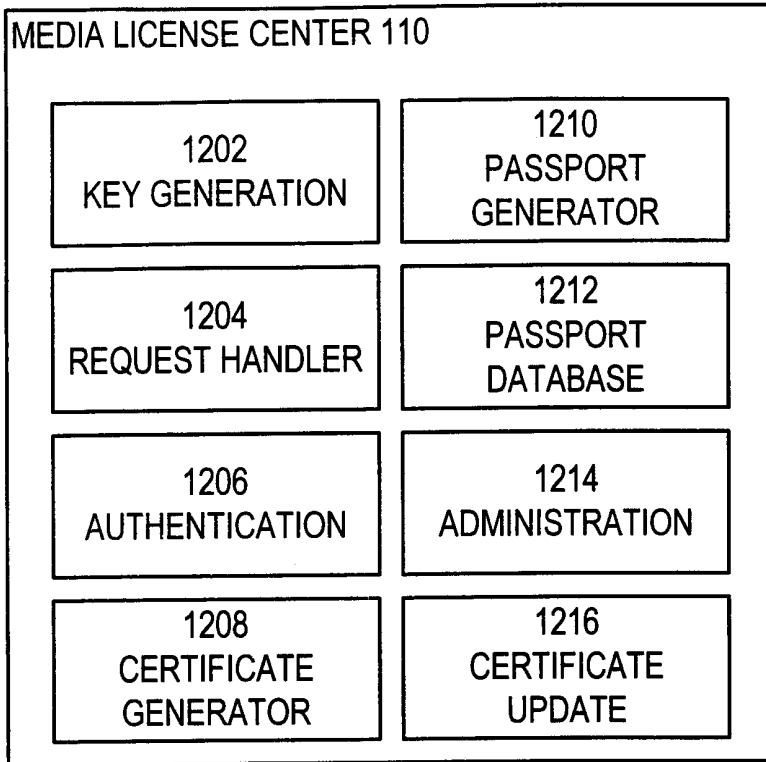 MEDIA LICENSE CENTER 110
1202
KEY GENERATION
1210
PASSPORT
GENERATOR
1204
REQUEST HANDLER
1212
PASSPORT
DATABASE
1206
AUTHENTICATION
1214
ADMINISTRATION
1208
CERTIFICATE
GENERATOR
1216
CERTIFICATE
UPDATE